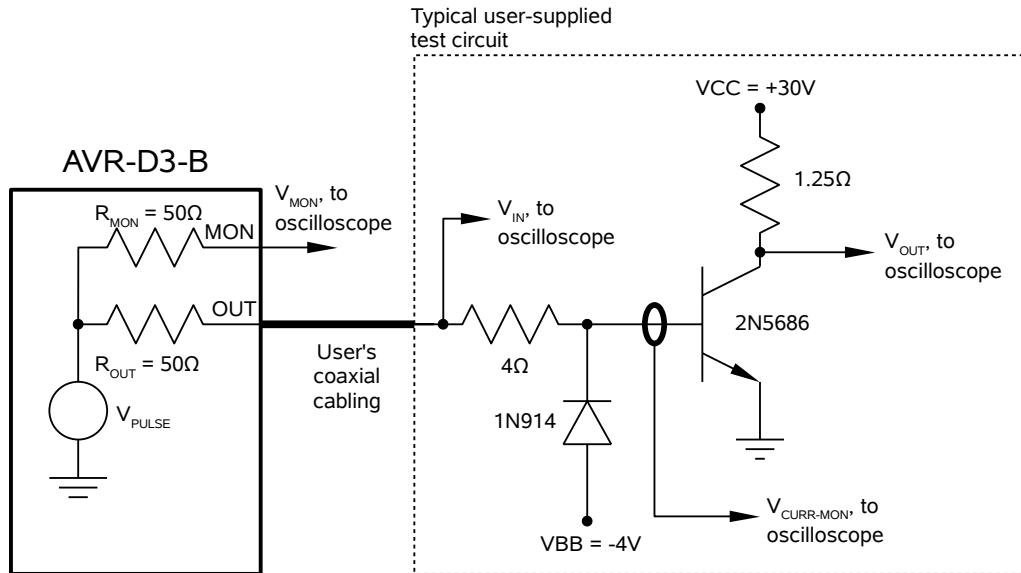 Typical user-supplied
test circuit
VCC = +30V
AVR-D3-B
1.25Ω
V_MON, to
oscilloscope
R_MON = 50Ω
MON
V_IN, to
oscilloscope
V_OUT, to
oscilloscope
OUT
2N5686
R_OUT = 50Ω
User's
coaxial
cabling
4Ω
V_PULSE
1N914
V_CURR-MON, to
oscilloscope
VBB = -4V